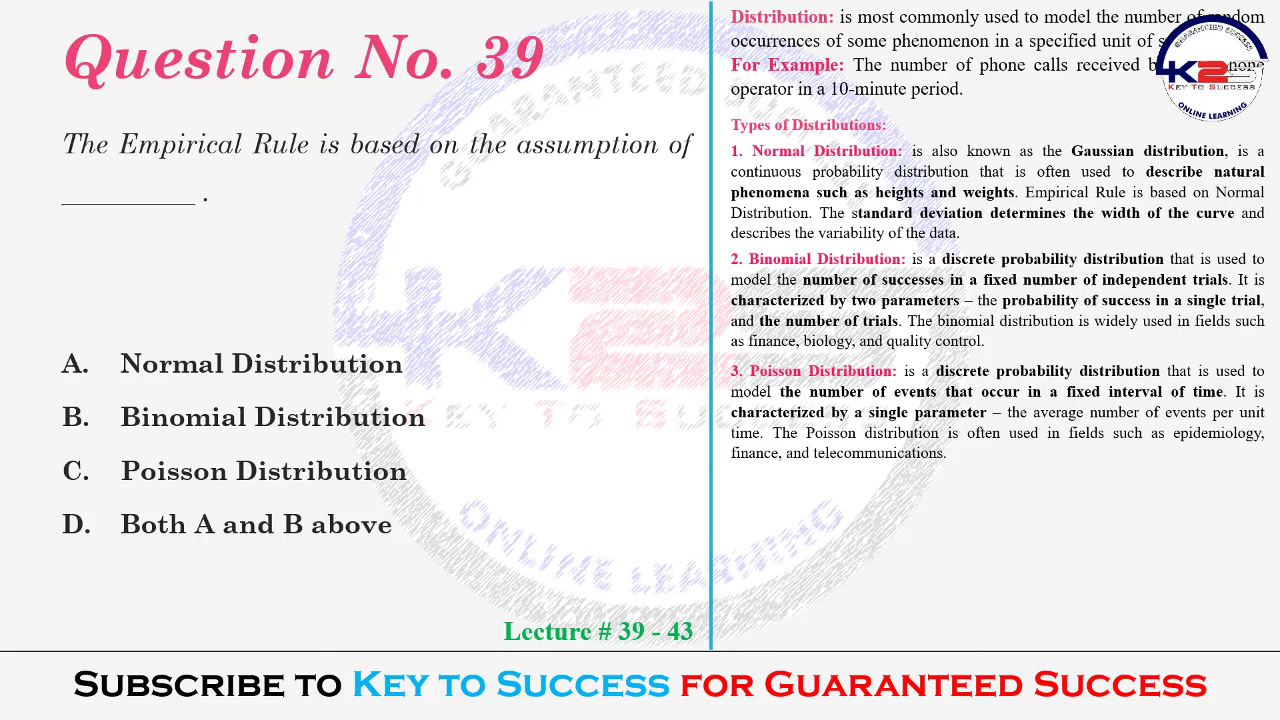 Question No. 39
The Empirical Rule is based on the assumption of
__________ .
A. Normal Distribution
B. Binomial Distribution
C. Poisson Distribution
D. Both A and B above
Lecture # 39 - 43
Distribution: is most commonly used to model the number of random
occurrences of some phenomenon in a specified unit of
For Example: The number of phone calls received
operator in a 10-minute period.
Types of Distributions:
1. Normal Distribution: is also known as the Gaussian distribution, is a
continuous probability distribution that is often used to describe natural
phenomena such as heights and weights. Empirical Rule is based on Normal
Distribution. The standard deviation determines the width of the curve and
describes the variability of the data.
2. Binomial Distribution: is a discrete probability distribution that is used to
model the number of successes in a fixed number of independent trials. It is
characterized by two parameters – the probability of success in a single trial,
and the number of trials. The binomial distribution is widely used in fields such
as finance, biology, and quality control.
3. Poisson Distribution: is a discrete probability distribution that is used to
model the number of events that occur in a fixed interval of time. It is
characterized by a single parameter – the average number of events per unit
time. The Poisson distribution is often used in fields such as epidemiology,
finance, and telecommunications.
GUARANTEED SUCCESS
K2S
KEY TO SUCCESS
ONLINE LEARNING
GUARANTEED
K2S
KEY TO SUCCESS
ONLINE LEARNING
SUBSCRIBE TO KEY TO SUCCESS FOR GUARANTEED SUCCESS